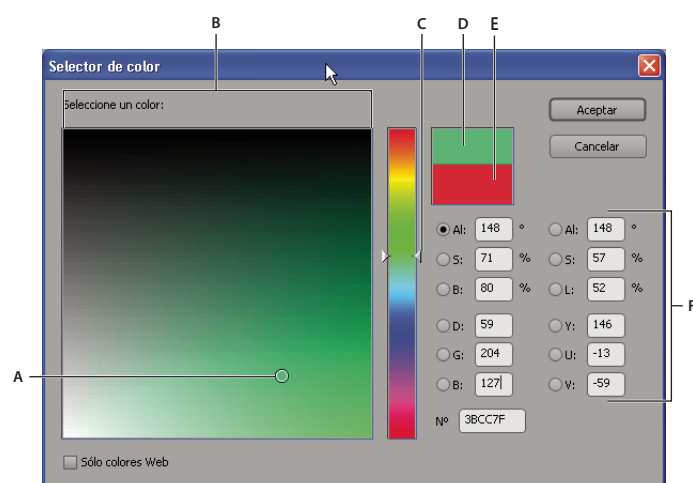 B C D E
Selector de color
Seleccione un color:
Aceptar
Cancelar
Al: 148 ° Al: 148 °
S: 71 % S: 57 %
B: 80 % L: 52 %
F
D: 59 Y: 146
G: 204 U: -13
A
B: 127 V: -59
Nº 3BCC7F
Sólo colores Web